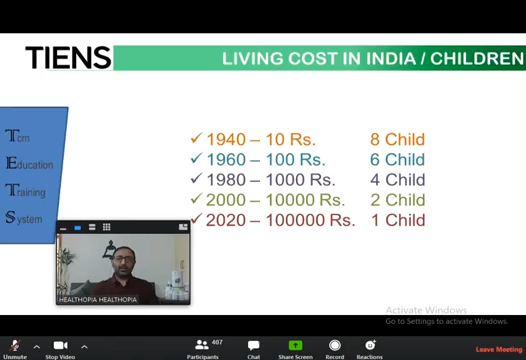 TIENS
LIVING COST IN INDIA / CHILDREN
Tcm
Education
Training
System
✓ 1940 – 10 Rs. 8 Child
✓ 1960 – 100 Rs. 6 Child
✓ 1980 – 1000 Rs. 4 Child
✓ 2000 – 10000 Rs. 2 Child
✓ 2020 – 100000 Rs. 1 Child
HEALTHOPIA HEALTHOPIA
Activate Windows
Go to Settings to activate Windows.
407
Unmute
Stop Video
Participants
Chat
Share Screen
Record
Reactions
Leave Meeting